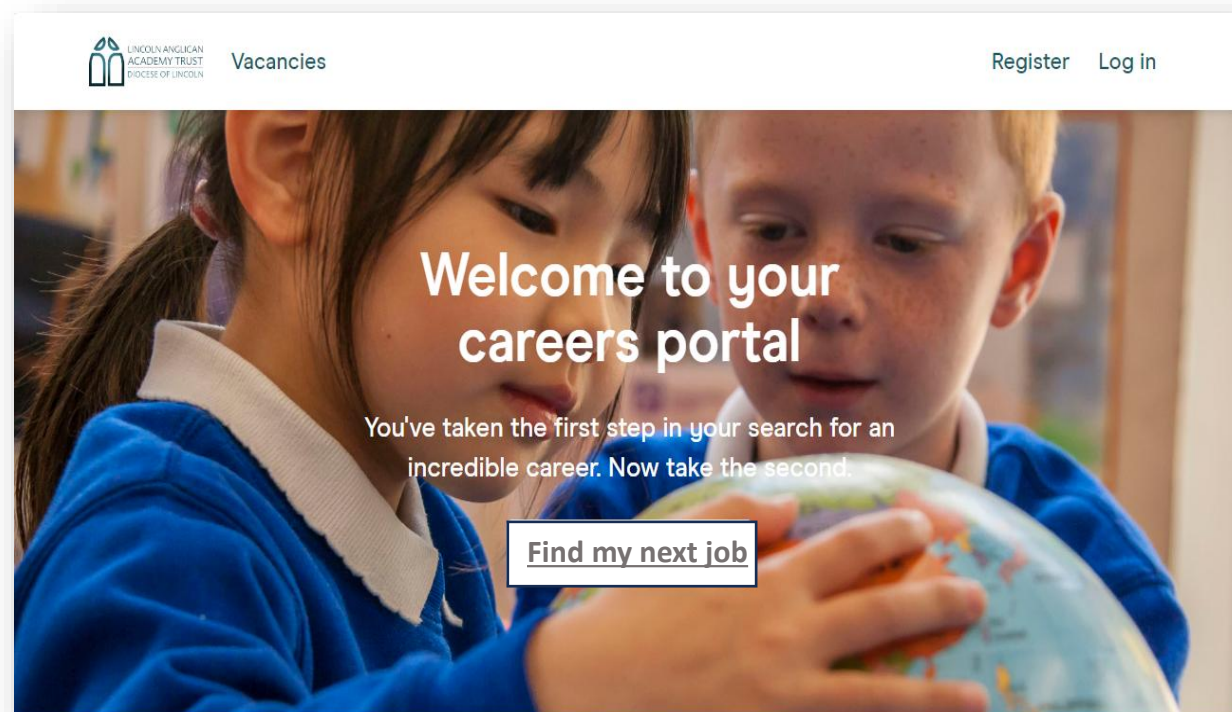 LINCOLN ANGLICAN
ACADEMY TRUST
DIOCESE OF LINCOLN
Vacancies
Register
Log in
Welcome to your
careers portal
You've taken the first step in your search for an
incredible career. Now take the second.
Find my next job